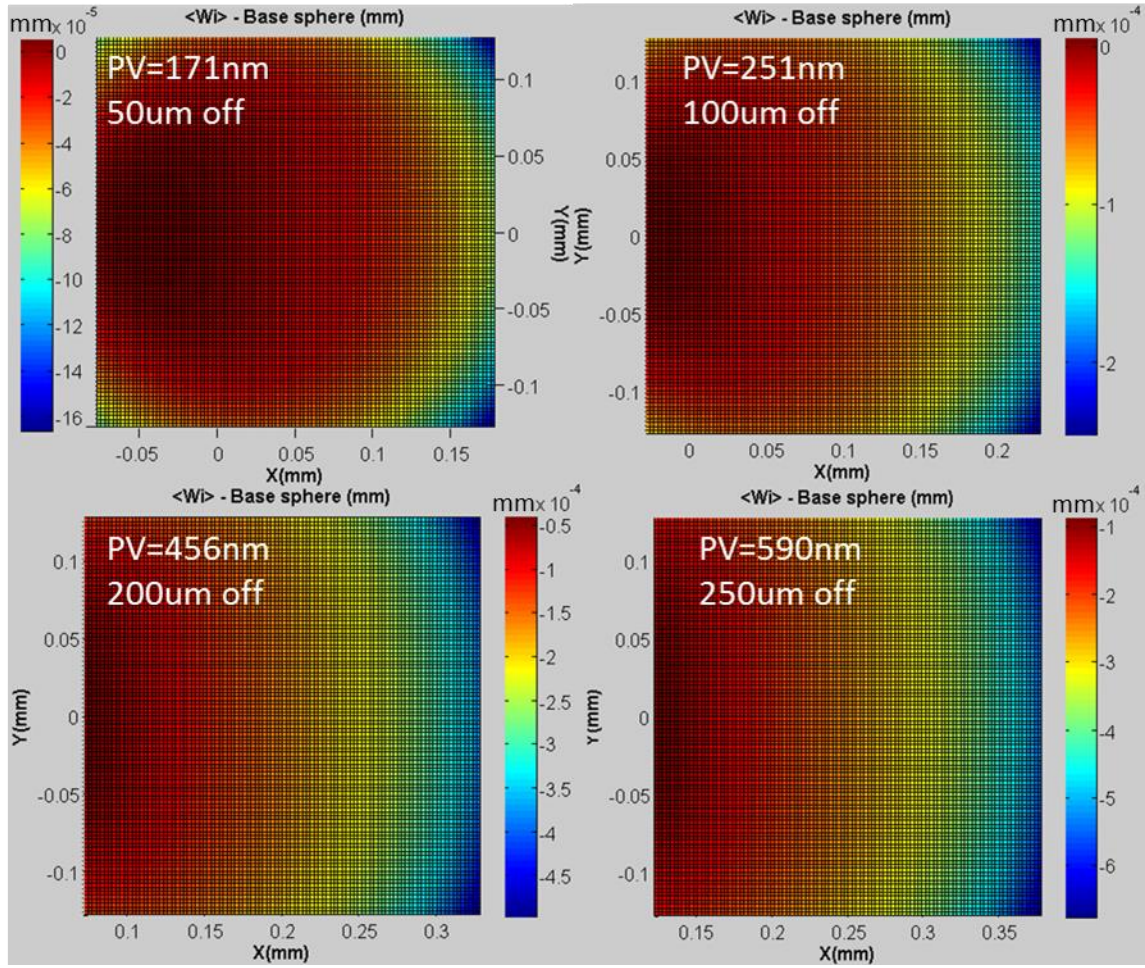 <Wi> - Base sphere (mm)
mm x 10^-5
0
-2
-4
-6
-8
-10
-12
-14
-16
PV=171nm
50um off
0.1
0.05
0
-0.05
-0.1
Y(mm)
-0.05 0 0.05 0.1 0.15
X(mm)
<Wi> - Base sphere (mm)
mm x 10^-4
0
-1
-2
PV=251nm
100um off
0.1
0.05
0
-0.05
-0.1
Y(mm)
0 0.05 0.1 0.15 0.2
X(mm)
<Wi> - Base sphere (mm)
mm x 10^-4
-0.5
-1
-1.5
-2
-2.5
-3
-3.5
-4
-4.5
PV=456nm
200um off
0.1
0.05
0
-0.05
-0.1
Y(mm)
0.1 0.15 0.2 0.25 0.3
X(mm)
<Wi> - Base sphere (mm)
mm x 10^-4
-1
-2
-3
-4
-5
-6
PV=590nm
250um off
0.1
0.05
0
-0.05
-0.1
Y(mm)
0.15 0.2 0.25 0.3 0.35
X(mm)